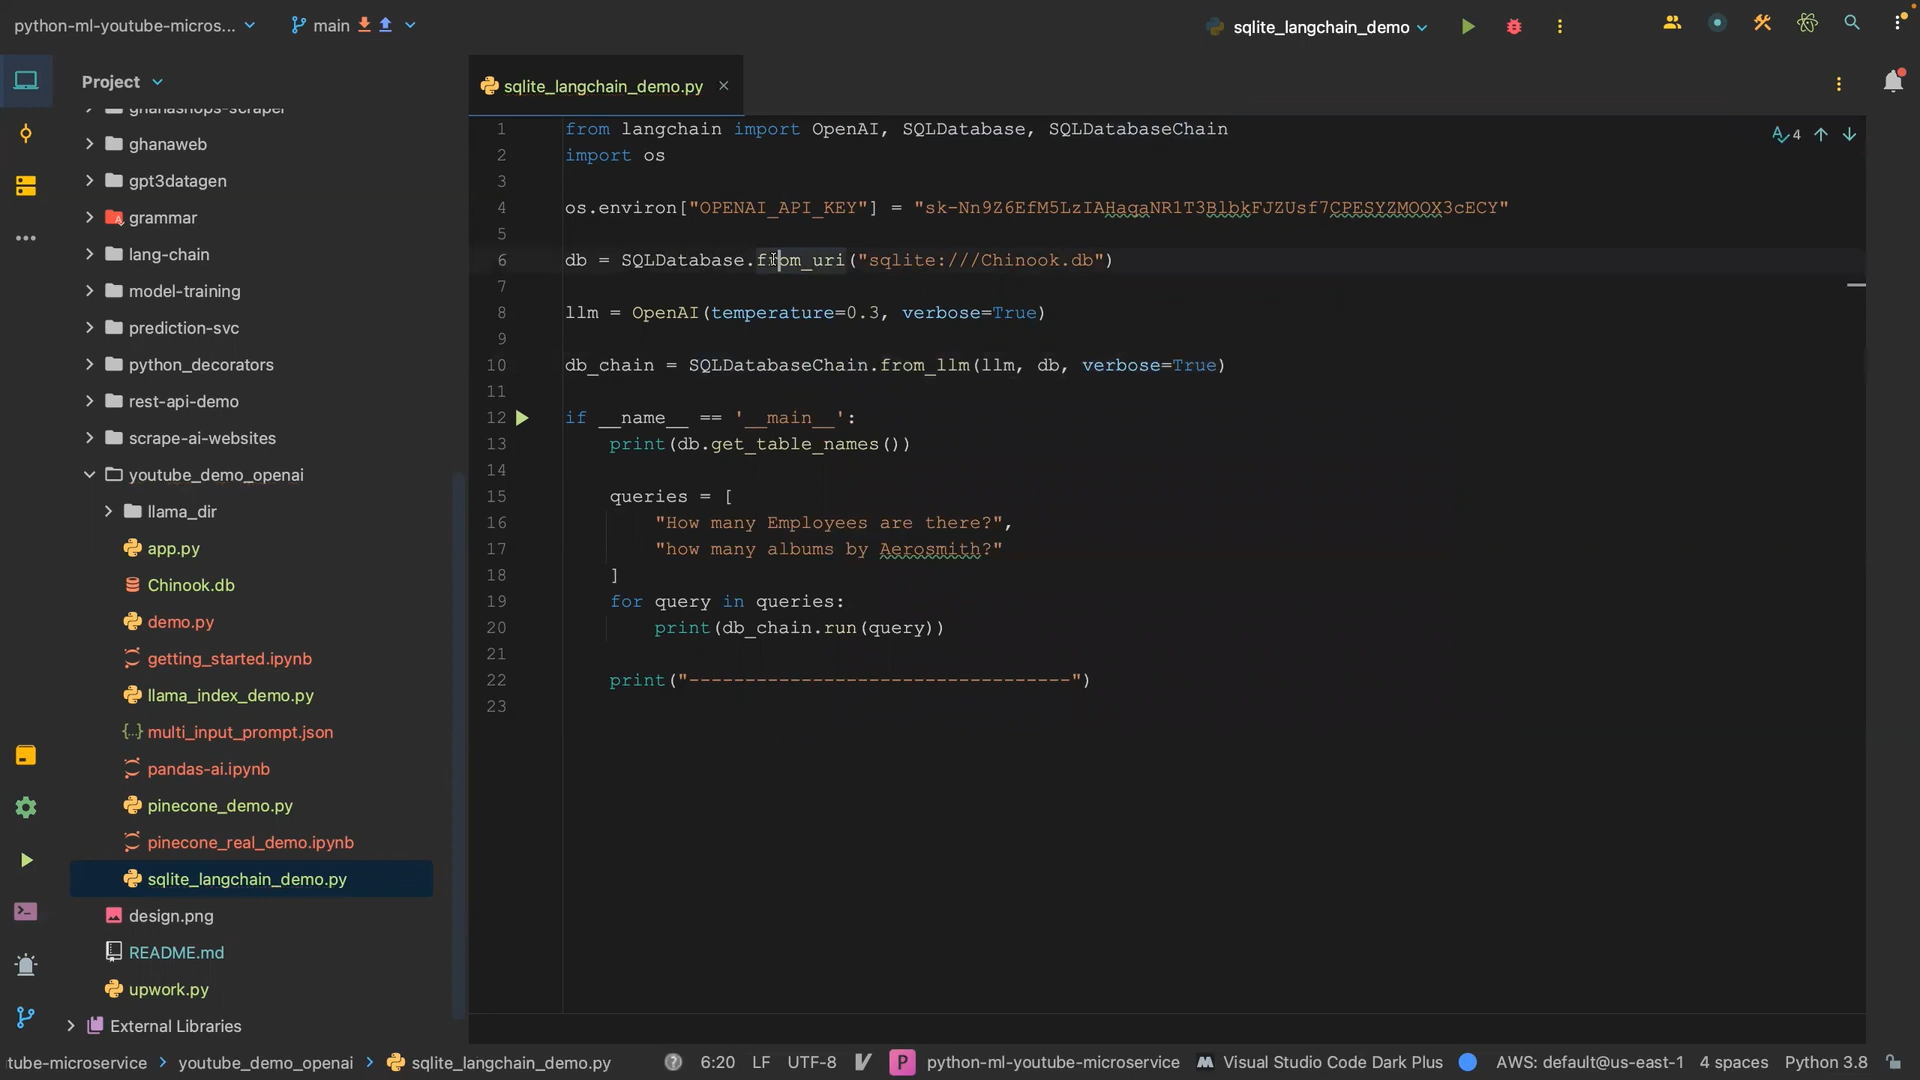 python-ml-youtube-micros...
main
sqlite_langchain_demo
Project
sqlite_langchain_demo.py
ghanashops-scraper
ghanaweb
gpt3datagen
grammar
lang-chain
model-training
prediction-svc
python_decorators
rest-api-demo
scrape-ai-websites
youtube_demo_openai
llama_dir
app.py
Chinook.db
demo.py
getting_started.ipynb
llama_index_demo.py
multi_input_prompt.json
pandas-ai.ipynb
pinecone_demo.py
pinecone_real_demo.ipynb
sqlite_langchain_demo.py
design.png
README.md
upwork.py
External Libraries
1 from langchain import OpenAI, SQLDatabase, SQLDatabaseChain
4
2 import os
3
4 os.environ["OPENAI_API_KEY"] = "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"
5
6 db = SQLDatabase.from_uri("sqlite:///Chinook.db")
7
8 llm = OpenAI(temperature=0.3, verbose=True)
9
10 db_chain = SQLDatabaseChain.from_llm(llm, db, verbose=True)
11
12 if __name__ == '__main__':
13 print(db.get_table_names())
14
15 queries = [
16 "How many Employees are there?",
17 "how many albums by Aerosmith?"
18 ]
19 for query in queries:
20 print(db_chain.run(query))
21
22 print("----------------------------------")
23
tube-microservice > youtube_demo_openai > sqlite_langchain_demo.py
6:20 LF UTF-8 P python-ml-youtube-microservice Visual Studio Code Dark Plus AWS: default@us-east-1 4 spaces Python 3.8